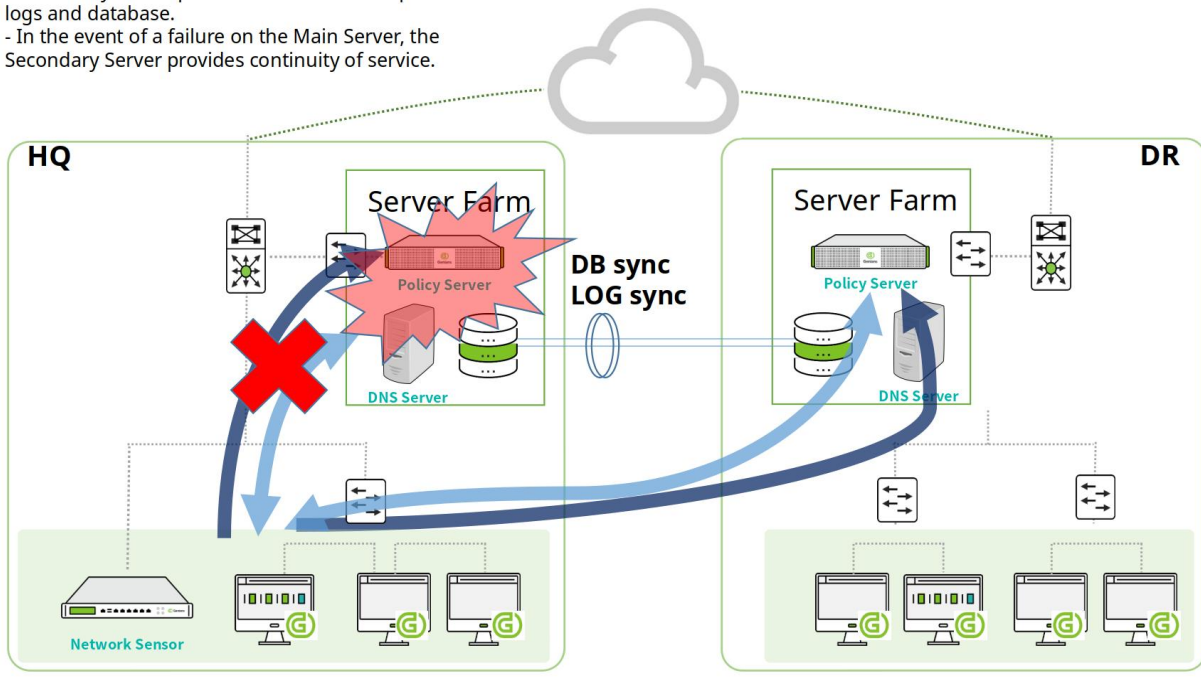 logs and database.
- In the event of a failure on the Main Server, the
Secondary Server provides continuity of service.
HQ
DR
Server Farm
Server Farm
DB sync
LOG sync
Policy Server
Policy Server
DNS Server
DNS Server
Network Sensor